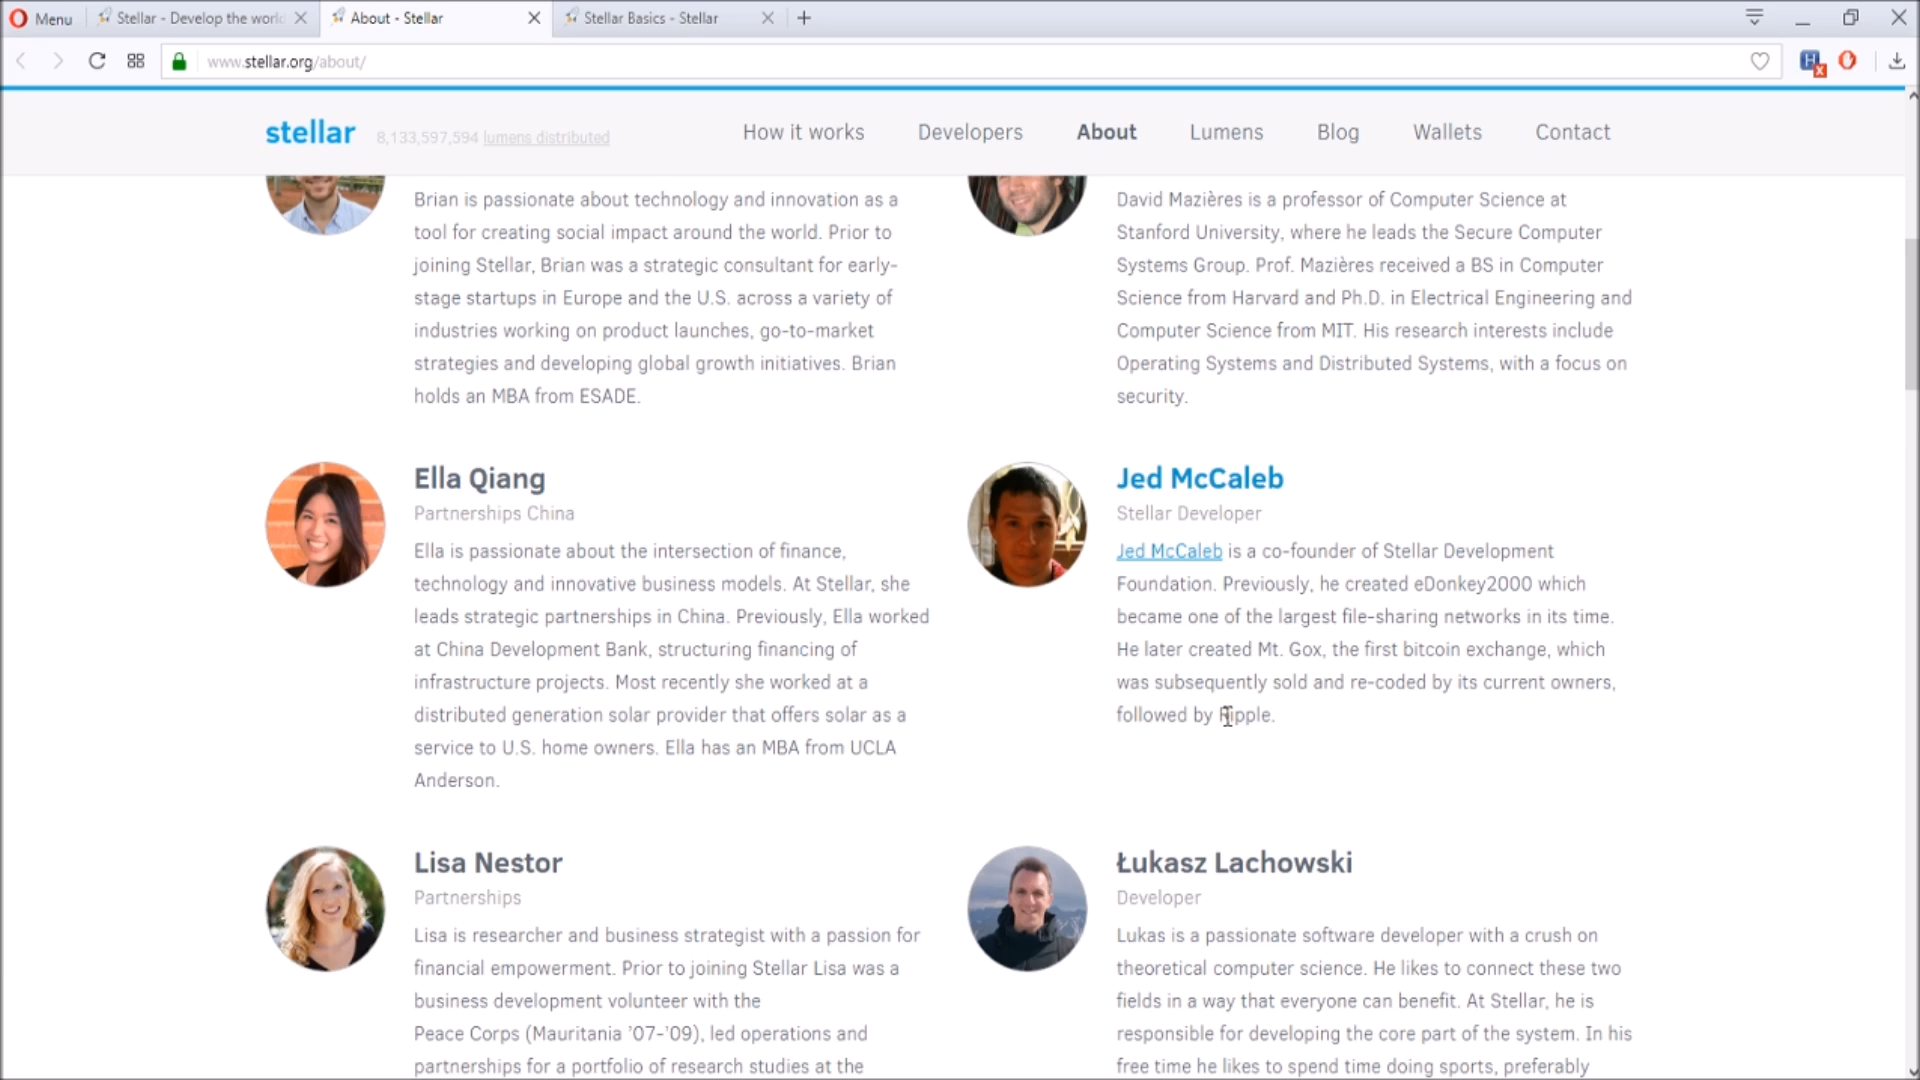 Menu
Stellar - Develop the world
About - Stellar
Stellar Basics - Stellar
www.stellar.org/about/
stellar
8,133,597,594 lumens distributed
How it works
Developers
About
Lumens
Blog
Wallets
Contact
Brian is passionate about technology and innovation as a
tool for creating social impact around the world. Prior to
joining Stellar, Brian was a strategic consultant for early-
stage startups in Europe and the U.S. across a variety of
industries working on product launches, go-to-market
strategies and developing global growth initiatives. Brian
holds an MBA from ESADE.
David Mazières is a professor of Computer Science at
Stanford University, where he leads the Secure Computer
Systems Group. Prof. Mazières received a BS in Computer
Science from Harvard and Ph.D. in Electrical Engineering and
Computer Science from MIT. His research interests include
Operating Systems and Distributed Systems, with a focus on
security.
Ella Qiang
Partnerships China
Ella is passionate about the intersection of finance,
technology and innovative business models. At Stellar, she
leads strategic partnerships in China. Previously, Ella worked
at China Development Bank, structuring financing of
infrastructure projects. Most recently she worked at a
distributed generation solar provider that offers solar as a
service to U.S. home owners. Ella has an MBA from UCLA
Anderson.
Jed McCaleb
Stellar Developer
Jed McCaleb is a co-founder of Stellar Development
Foundation. Previously, he created eDonkey2000 which
became one of the largest file-sharing networks in its time.
He later created Mt. Gox, the first bitcoin exchange, which
was subsequently sold and re-coded by its current owners,
followed by Ripple.
Lisa Nestor
Partnerships
Lisa is researcher and business strategist with a passion for
financial empowerment. Prior to joining Stellar Lisa was a
business development volunteer with the
Peace Corps (Mauritania '07-'09), led operations and
partnerships for a portfolio of research studies at the
Łukasz Lachowski
Developer
Lukas is a passionate software developer with a crush on
theoretical computer science. He likes to connect these two
fields in a way that everyone can benefit. At Stellar, he is
responsible for developing the core part of the system. In his
free time he likes to spend time doing sports, preferably